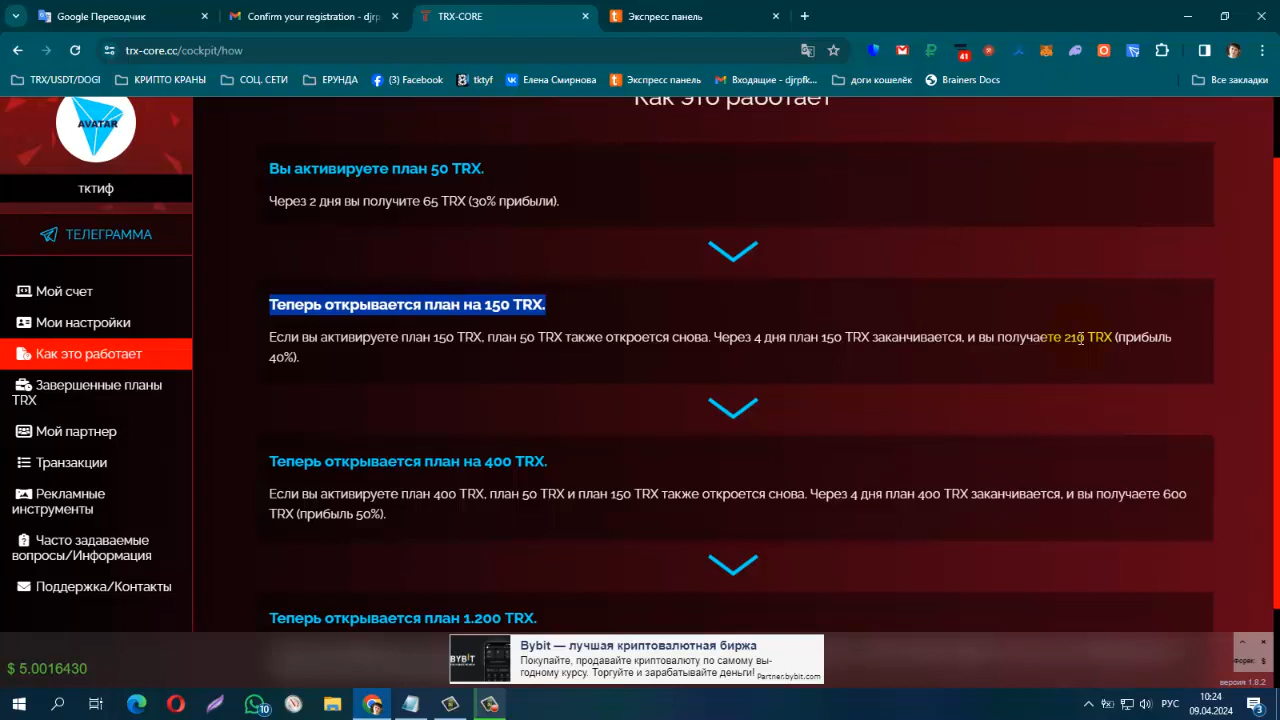 Google Переводчик
Confirm your registration - djrp
TRX-CORE
Экспресс панель
trx-core.cc/cockpit/how
41
TRX/USDT/DOGI
КРИПТО КРАНЫ
СОЦ. СЕТИ
ЕРУНДА
(3) Facebook
tktyf
Елена Смирнова
Экспресс панель
Входящие - djrpfk...
доги кошелёк
Brainers Docs
Все закладки
AVATAR
тктиф
ТЕЛЕГРАММА
Мой счет
Мои настройки
Как это работает
Завершенные планы
TRX
Мой партнер
Транзакции
Рекламные
инструменты
Часто задаваемые
вопросы/Информация
Поддержка/Контакты
Как это работает
Вы активируете план 50 TRX.
Через 2 дня вы получите 65 TRX (30% прибыли).
Теперь открывается план на 150 TRX.
Если вы активируете план 150 TRX, план 50 TRX также откроется снова. Через 4 дня план 150 TRX заканчивается, и вы получаете 210 TRX (прибыль
40%).
Теперь открывается план на 400 TRX.
Если вы активируете план 400 TRX, план 50 TRX и план 150 TRX также откроется снова. Через 4 дня план 400 TRX заканчивается, и вы получаете 600
TRX (прибыль 50%).
Теперь открывается план 1.200 TRX.
$ 5.0016430
BYBIT
Bybit — лучшая криптовалютная биржа
Покупайте, продавайте криптовалюту по самому вы-
годному курсу. Торгуйте и зарабатывайте деньги!
Partner.bybit.com
Форекс $
версия 1.8.2
10
РУС
10:24
09.04.2024
3